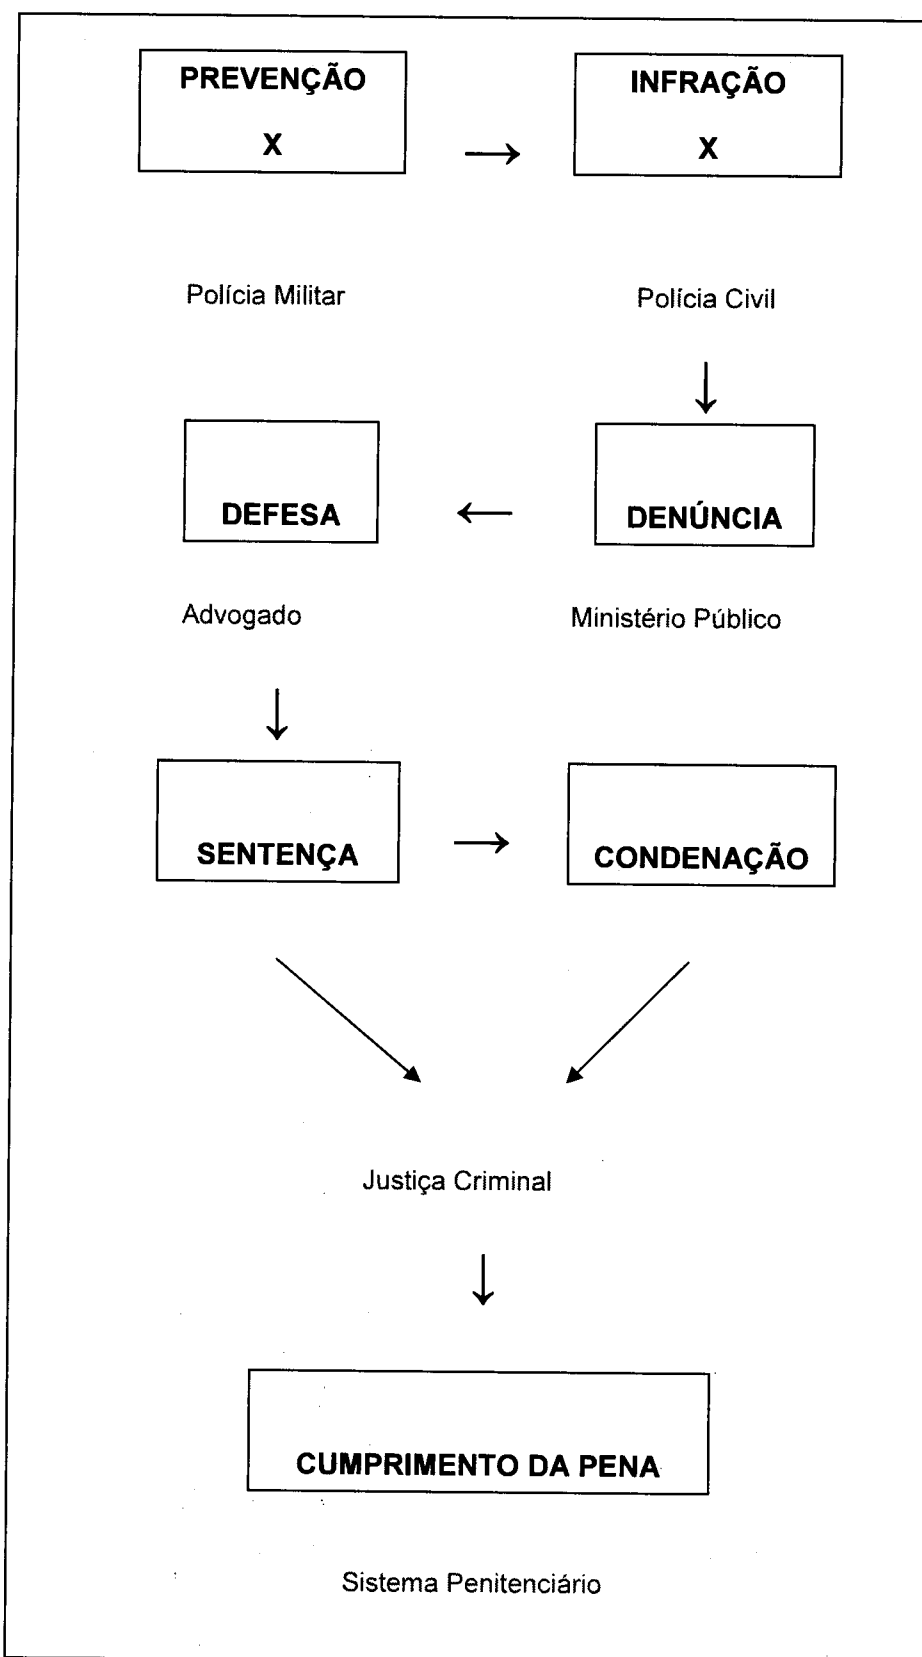 PREVENÇÃO
X
→
INFRAÇÃO
X
Polícia Militar
Polícia Civil
↓
DEFESA
←
DENÚNCIA
Advogado
Ministério Público
↓
SENTENÇA
→
CONDENAÇÃO
Justiça Criminal
↓
CUMPRIMENTO DA PENA
Sistema Penitenciário